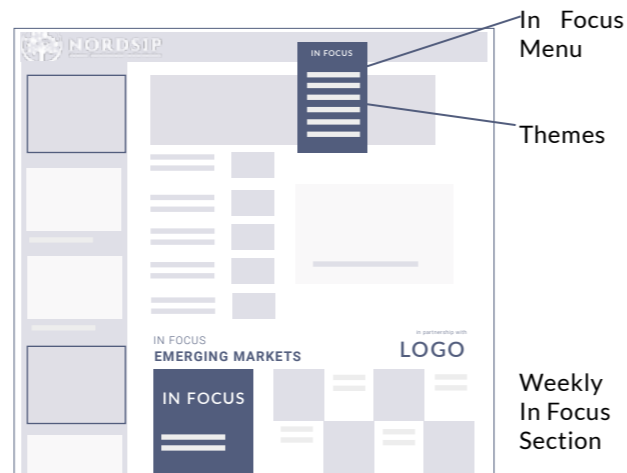 In Focus
Menu
NORDSIP
IN FOCUS
Themes
IN FOCUS
EMERGING MARKETS
in partnership with
LOGO
IN FOCUS
Weekly
In Focus
Section